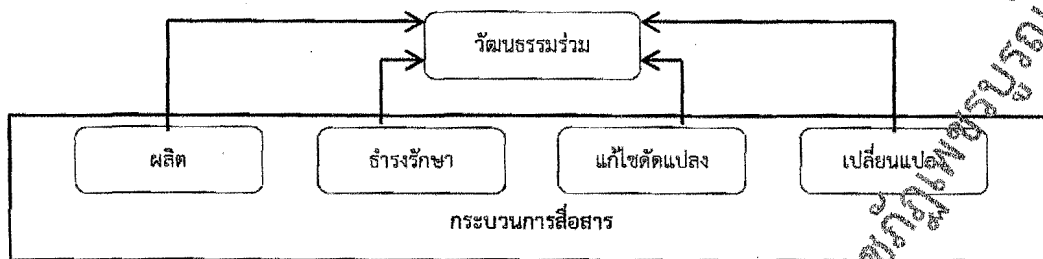 วัฒนธรรมร่วม
ผลิต
ธำรงรักษา
แก้ไขดัดแปลง
เปลี่ยนแปลง
กระบวนการสื่อสาร